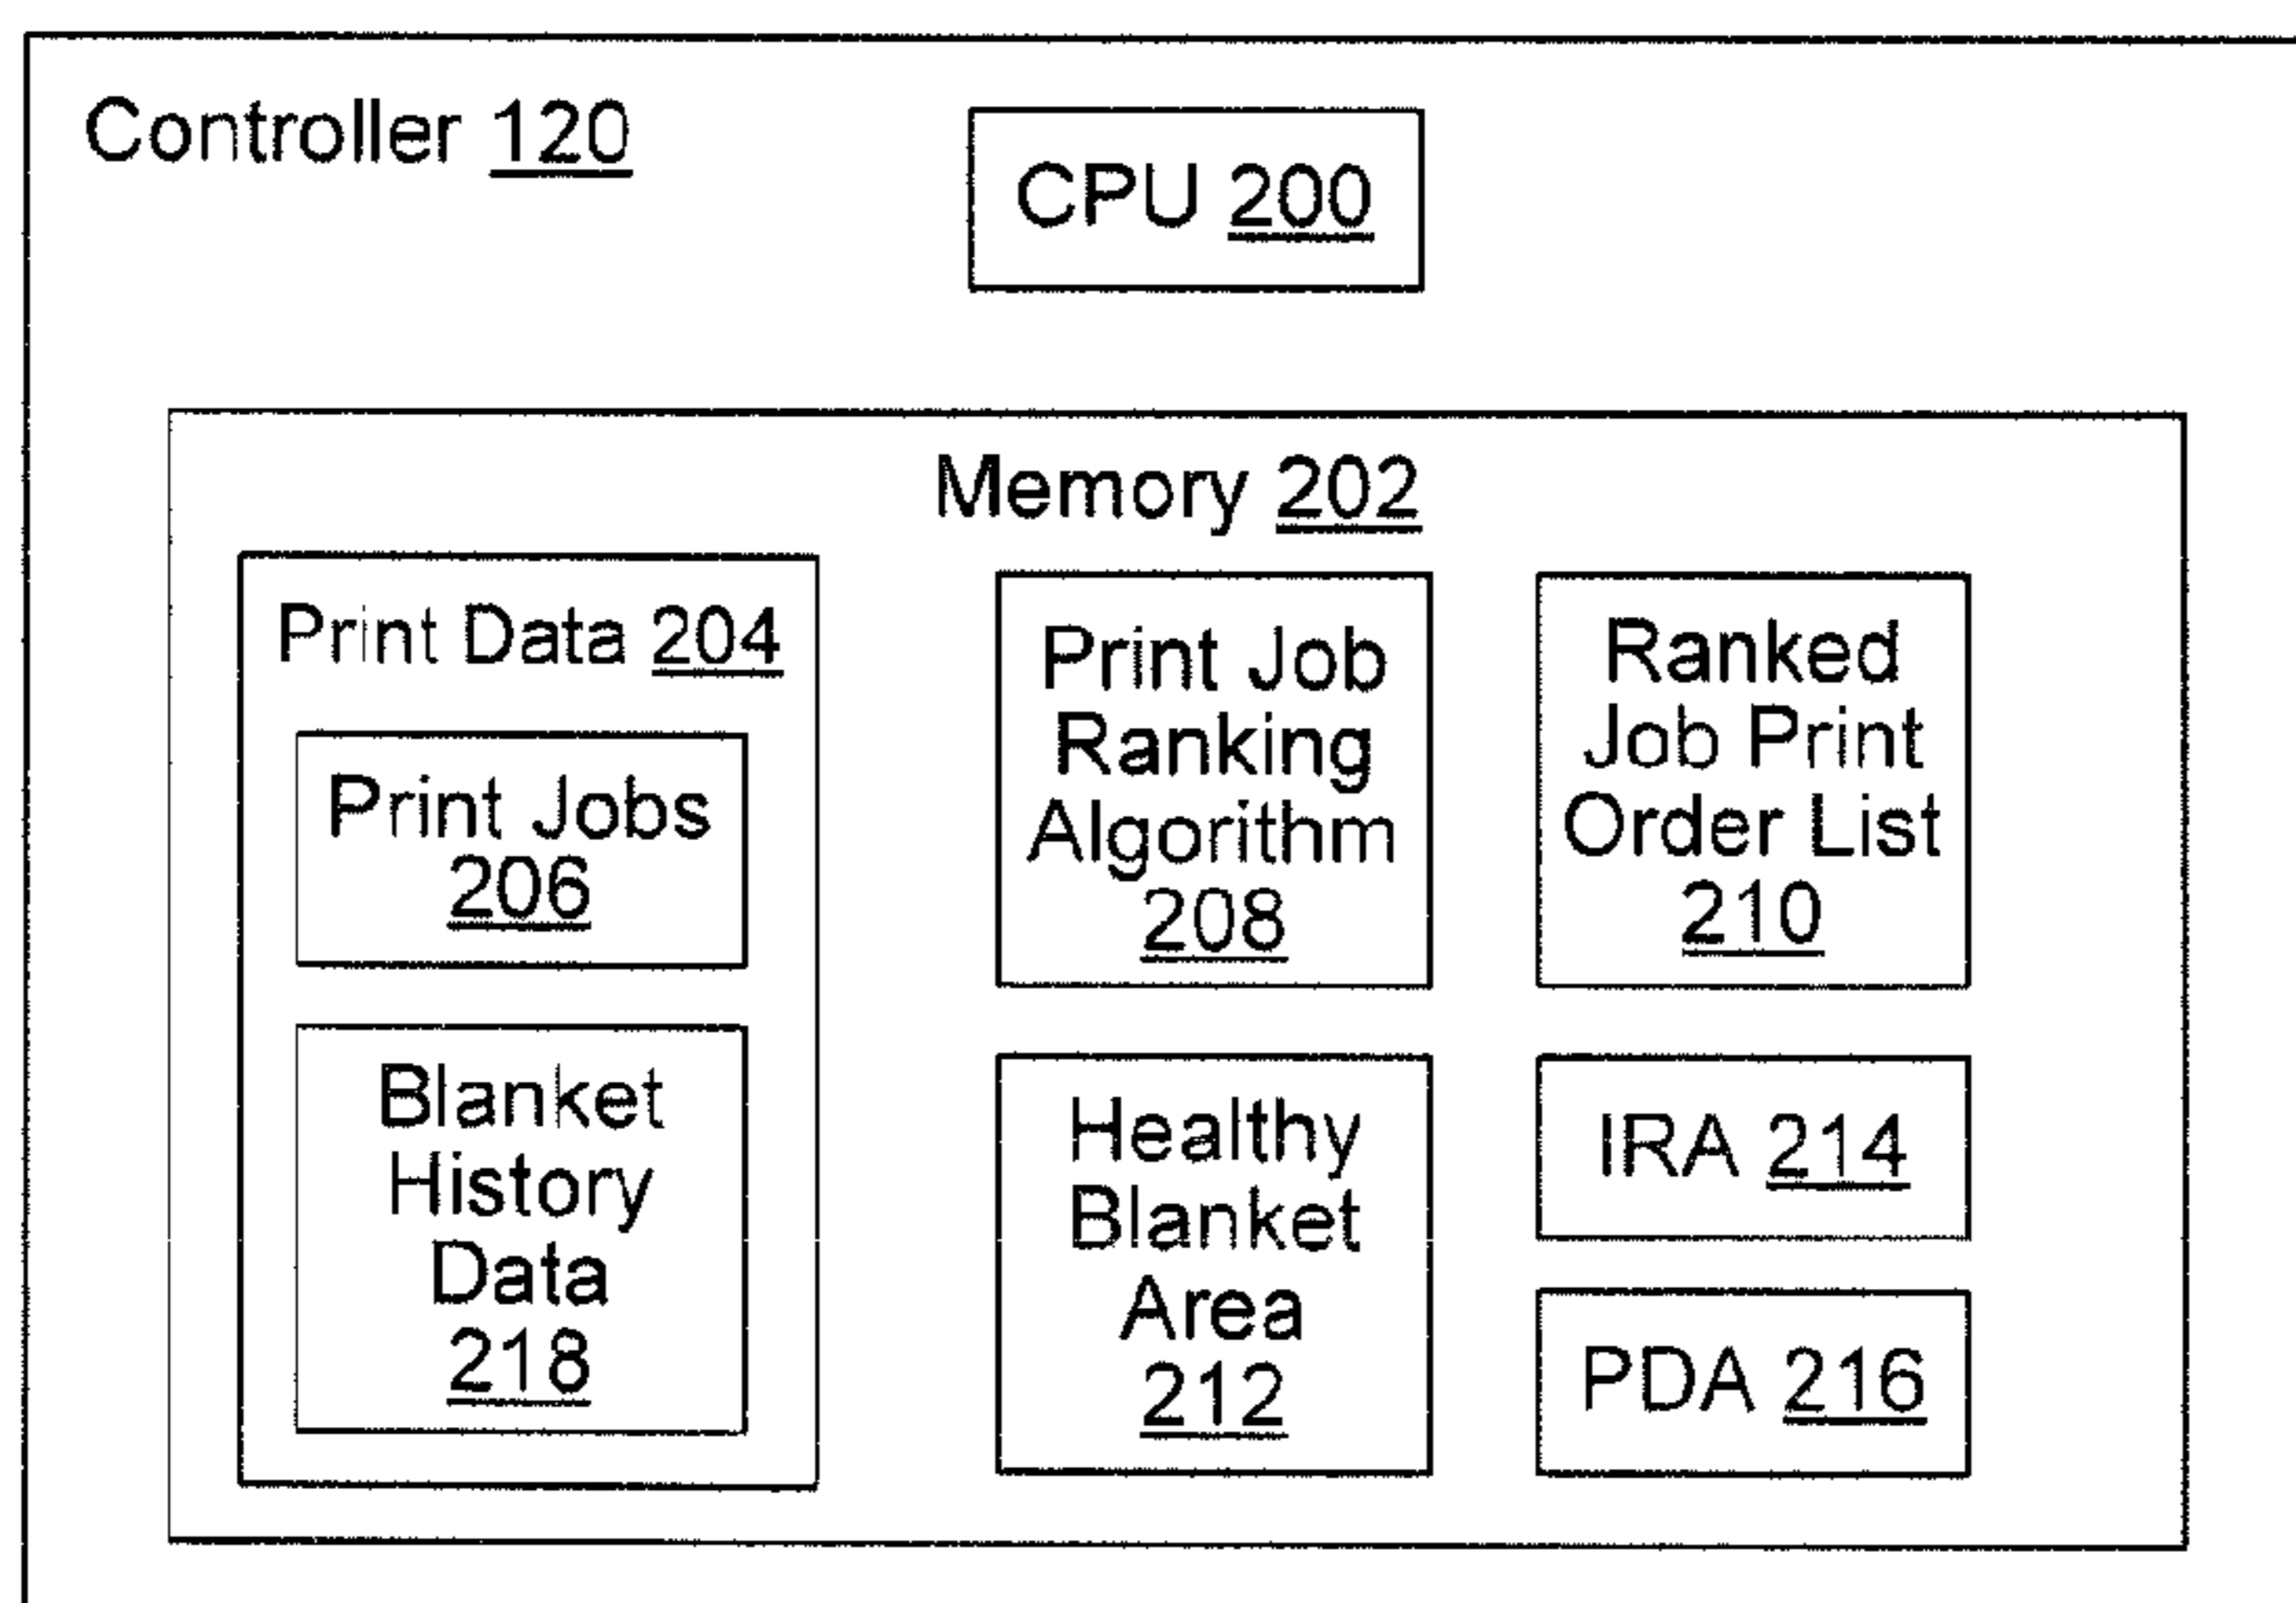 Controller 120
CPU 200
Memory 202
Print Data 204
Print Jobs
206
Blanket
History
Data
218
Print Job
Ranking
Algorithm
208
Ranked
Job Print
Order List
210
Healthy
Blanket
Area
212
IRA 214
PDA 216